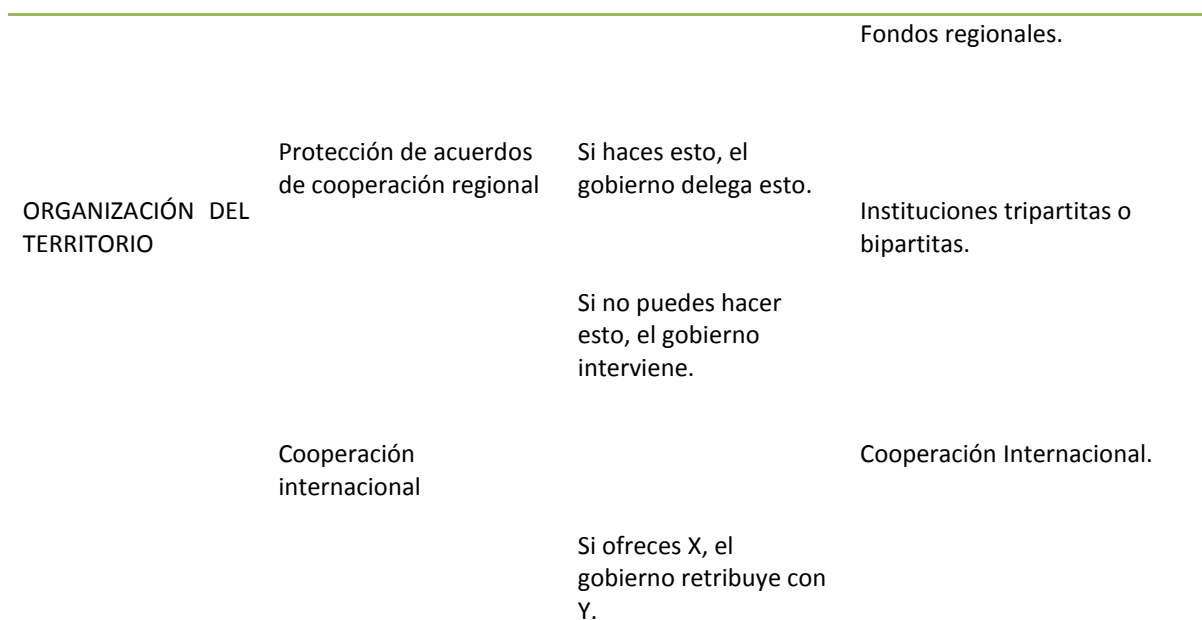 Fondos regionales.
ORGANIZACIÓN DEL
TERRITORIO
Protección de acuerdos
de cooperación regional
Si haces esto, el
gobierno delega esto.
Instituciones tripartitas o
bipartitas.
Si no puedes hacer
esto, el gobierno
interviene.
Cooperación
internacional
Cooperación Internacional.
Si ofreces X, el
gobierno retribuye con
Y.